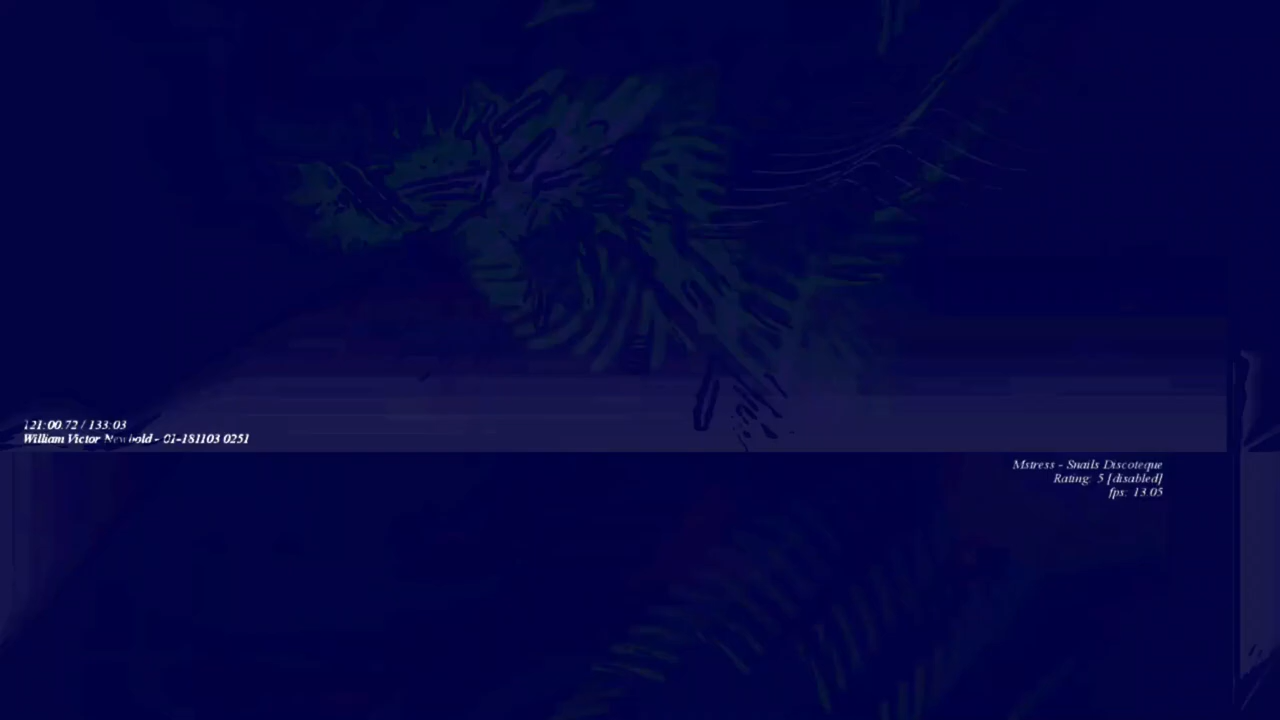 121:00.72 / 133:03
William Victor Newbold - 01-181103 0251
Mstress - Snails Discoteque
Rating: 5 [disabled]
fps: 13.05